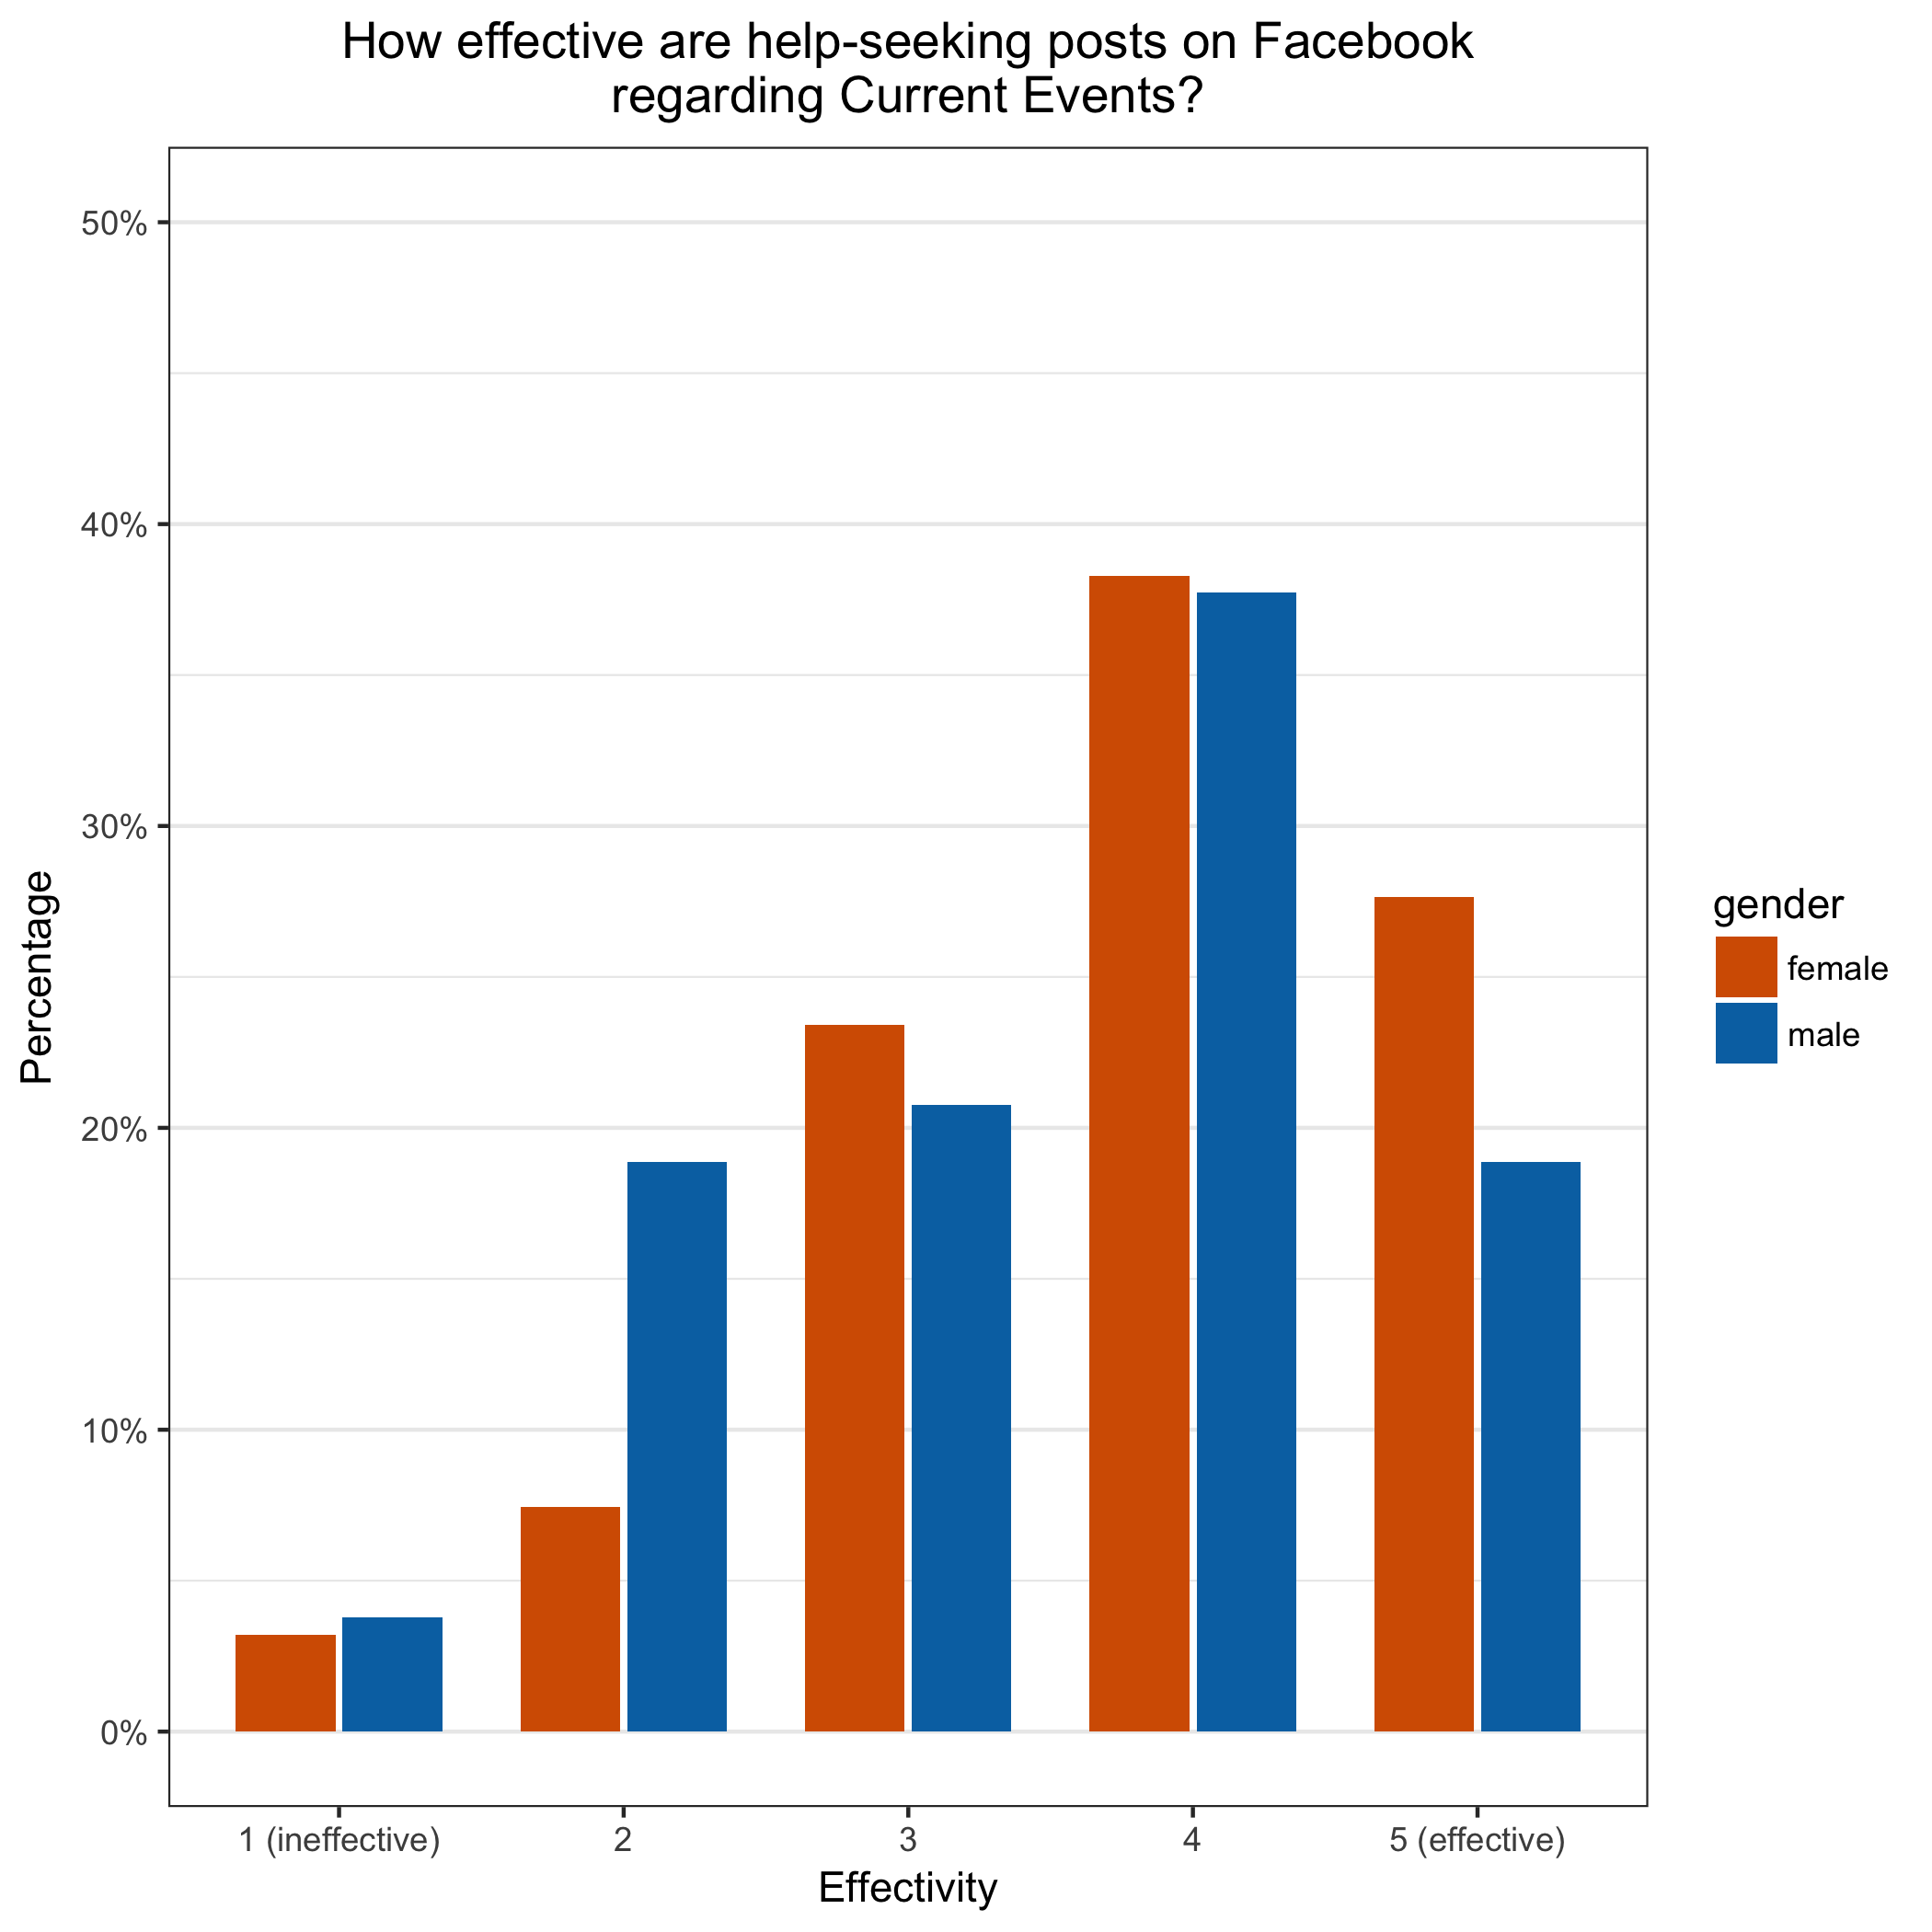 How effective are help-seeking posts on Facebook
regarding Current Events?
50%
40%
30%
20%
10%
0%
Percentage
1 (ineffective)
2
3
4
5 (effective)
Effectivity
gender
female
male